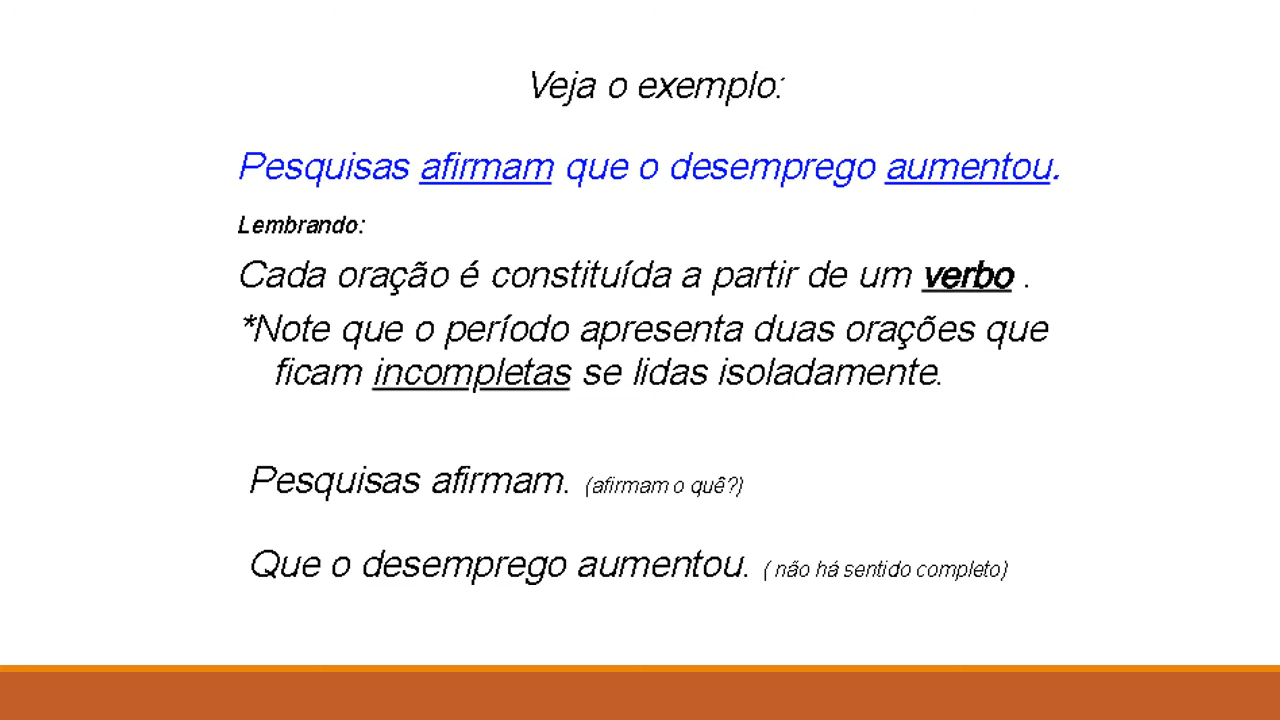 Veja o exemplo:
Pesquisas afirmam que o desemprego aumentou.
Lembrando:
Cada oração é constituída a partir de um verbo .
*Note que o período apresenta duas orações que
ficam incompletas se lidas isoladamente.
Pesquisas afirmam. (afirmam o quê?)
Que o desemprego aumentou. ( não há sentido completo)